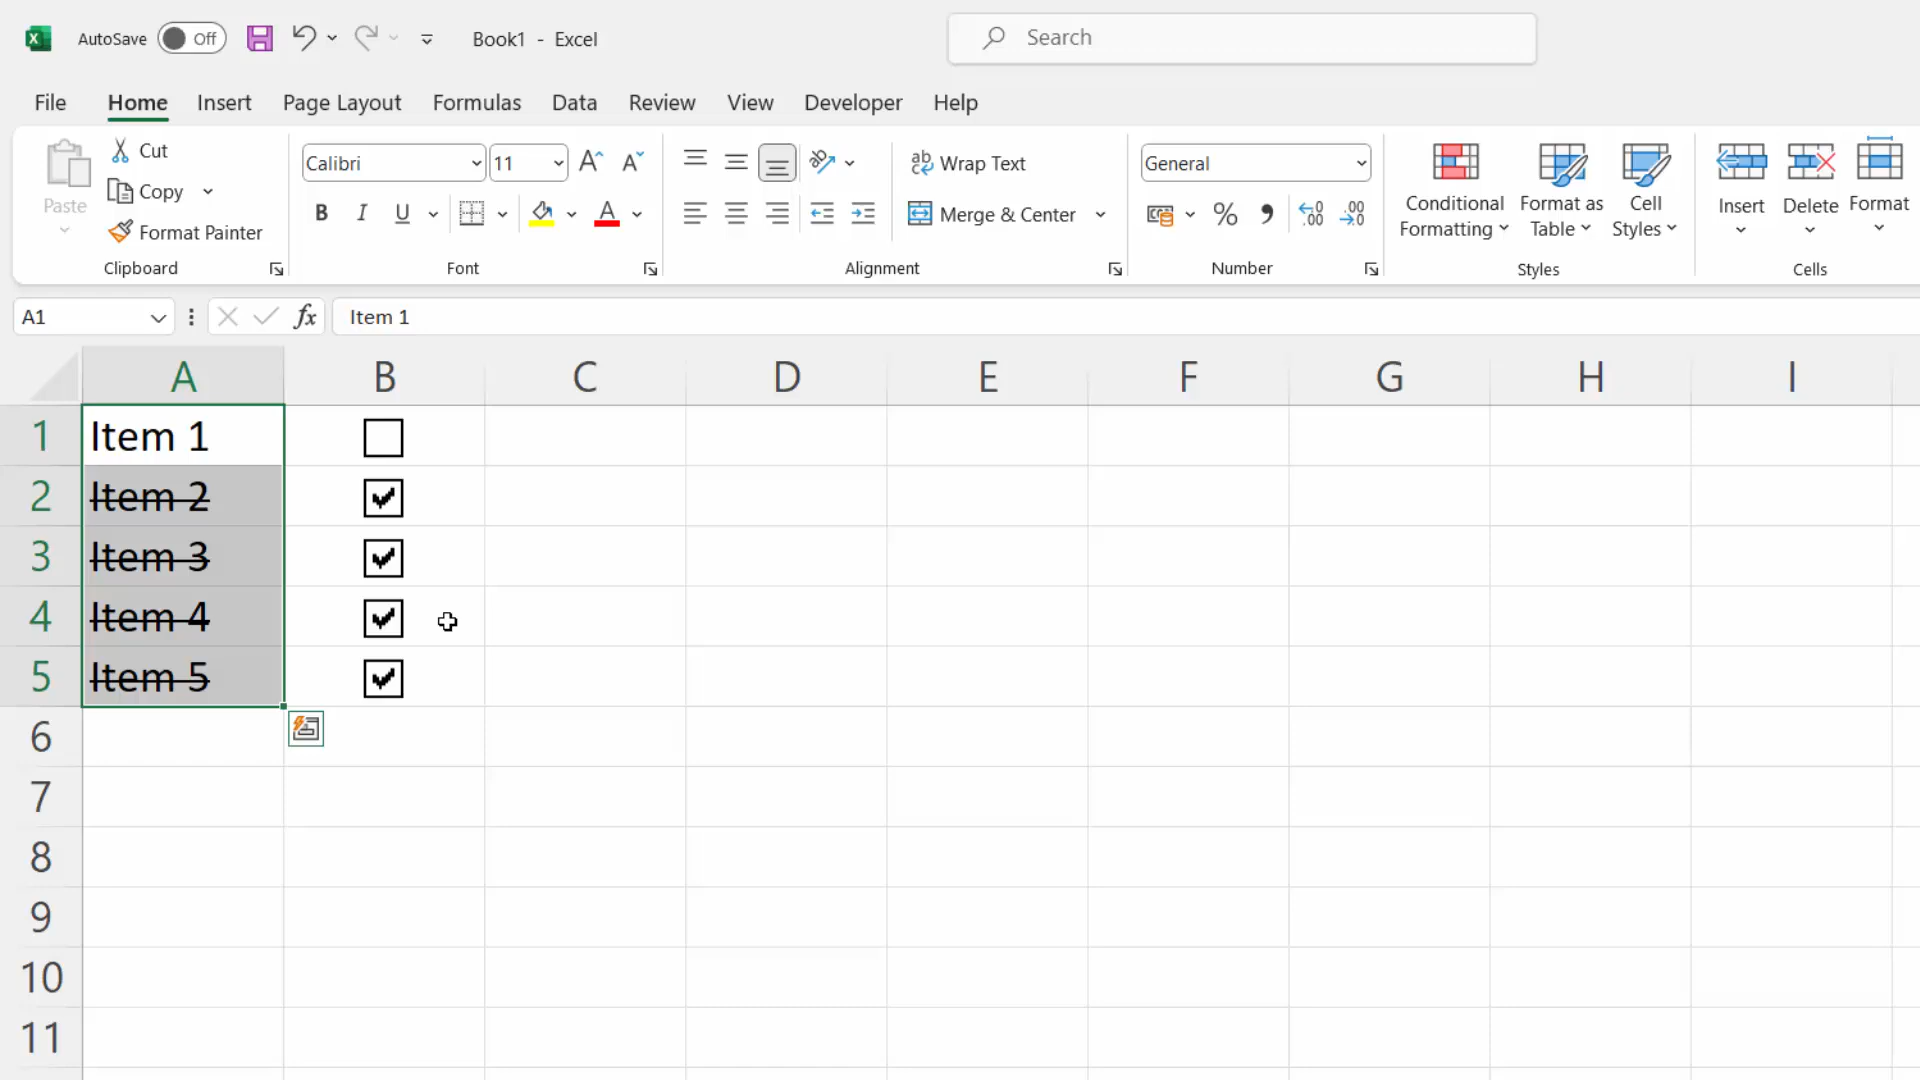 AutoSave Off Book1 - Excel Search
File Home Insert Page Layout Formulas Data Review View Developer Help
Paste Cut Copy Format Painter Clipboard
Calibri 11 B I U A Font
ab Wrap Text Merge & Center Alignment
General % Number
Conditional Formatting Format as Table Cell Styles Styles
Insert Delete Format Cells
A1 fx Item 1
A B C D E F G H I
1 Item 1
2 Item 2
3 Item 3
4 Item 4
5 Item 5
6
7
8
9
10
11